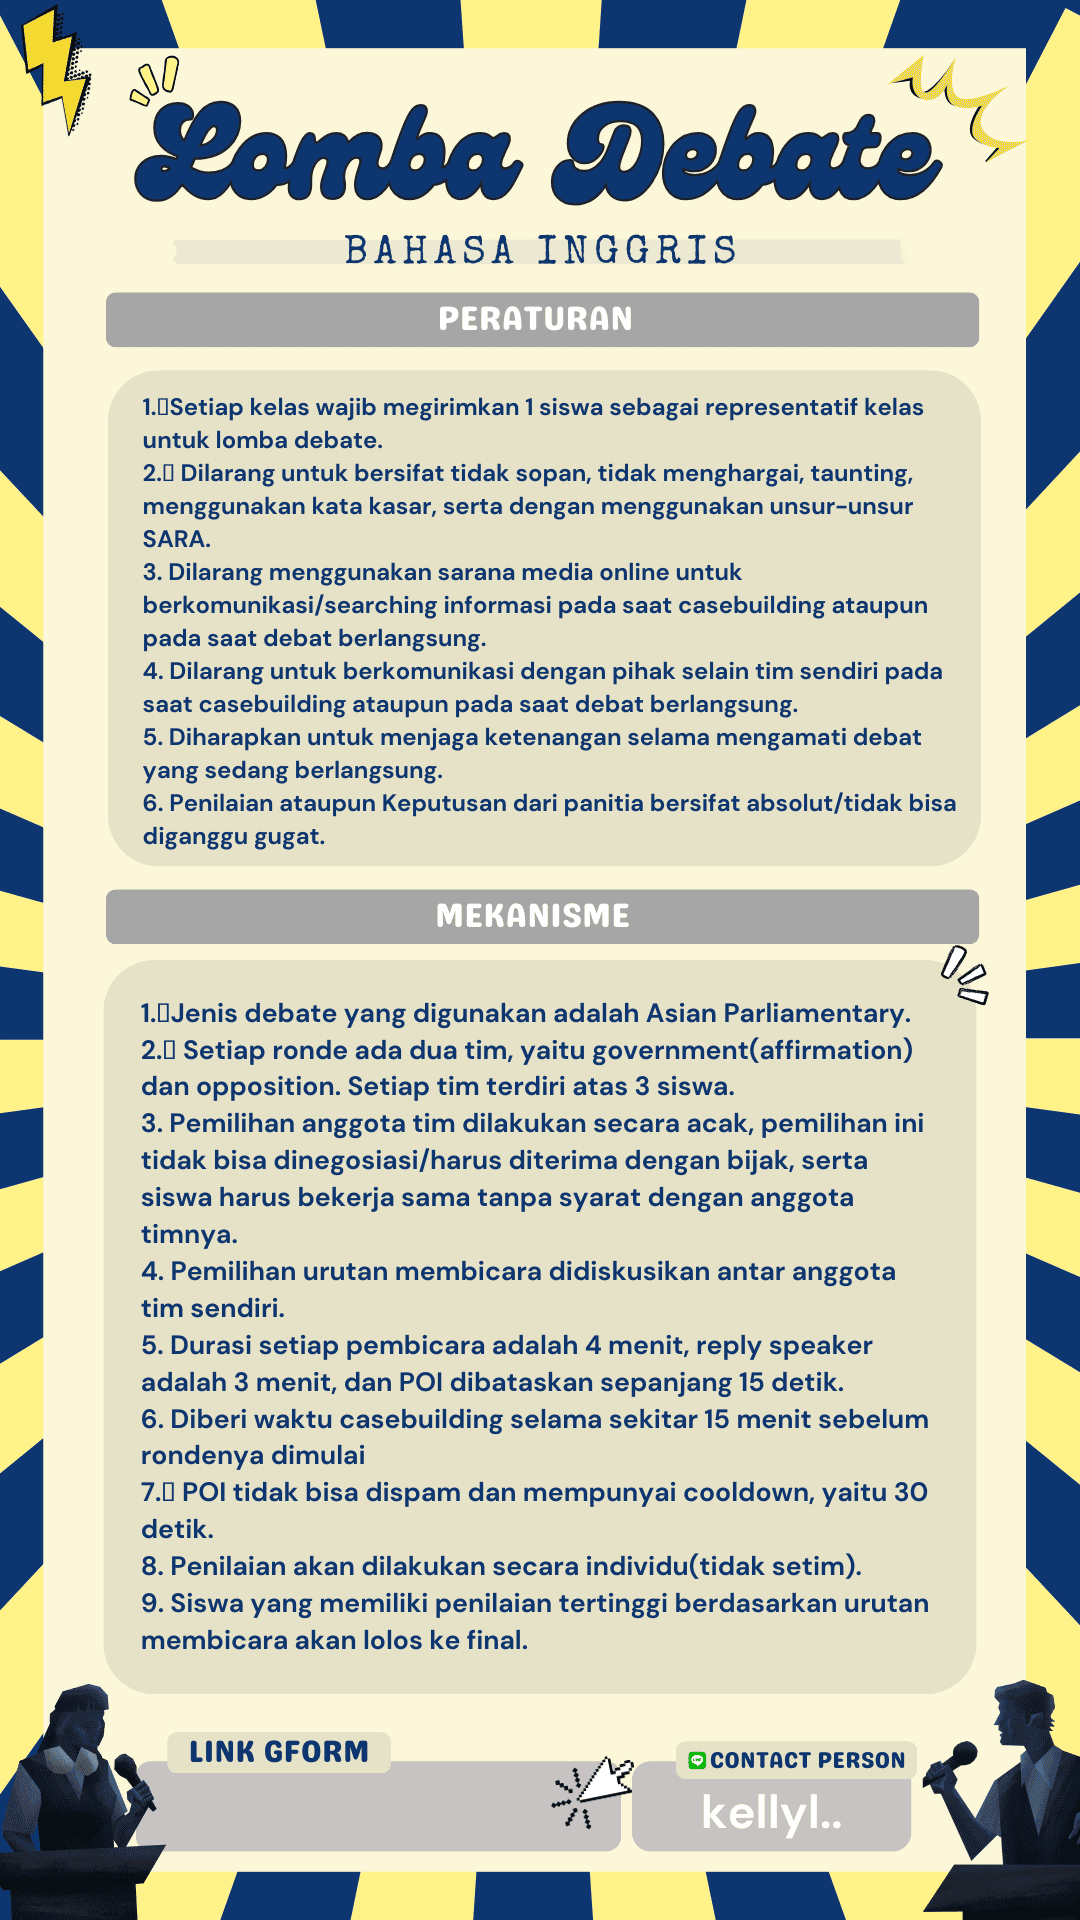 Lomba Debate
BAHASA INGGRIS
PERATURAN
1.Setiap kelas wajib megirimkan 1 siswa sebagai representatif kelas
untuk lomba debate.
2. Dilarang untuk bersifat tidak sopan, tidak menghargai, taunting,
menggunakan kata kasar, serta dengan menggunakan unsur-unsur
SARA.
3. Dilarang menggunakan sarana media online untuk
berkomunikasi/searching informasi pada saat casebuilding ataupun
pada saat debat berlangsung.
4. Dilarang untuk berkomunikasi dengan pihak selain tim sendiri pada
saat casebuilding ataupun pada saat debat berlangsung.
5. Diharapkan untuk menjaga ketenangan selama mengamati debat
yang sedang berlangsung.
6. Penilaian ataupun Keputusan dari panitia bersifat absolut/tidak bisa
diganggu gugat.
MEKANISME
1.Jenis debate yang digunakan adalah Asian Parliamentary.
2. Setiap ronde ada dua tim, yaitu government(affirmation)
dan opposition. Setiap tim terdiri atas 3 siswa.
3. Pemilihan anggota tim dilakukan secara acak, pemilihan ini
tidak bisa dinegosiasi/harus diterima dengan bijak, serta
siswa harus bekerja sama tanpa syarat dengan anggota
timnya.
4. Pemilihan urutan membicara didiskusikan antar anggota
tim sendiri.
5. Durasi setiap pembicara adalah 4 menit, reply speaker
adalah 3 menit, dan POI dibataskan sepanjang 15 detik.
6. Diberi waktu casebuilding selama sekitar 15 menit sebelum
rondenya dimulai
7. POI tidak bisa dispam dan mempunyai cooldown, yaitu 30
detik.
8. Penilaian akan dilakukan secara individu(tidak setim).
9. Siswa yang memiliki penilaian tertinggi berdasarkan urutan
membicara akan lolos ke final.
LINK GFORM
CONTACT PERSON
kellyl..